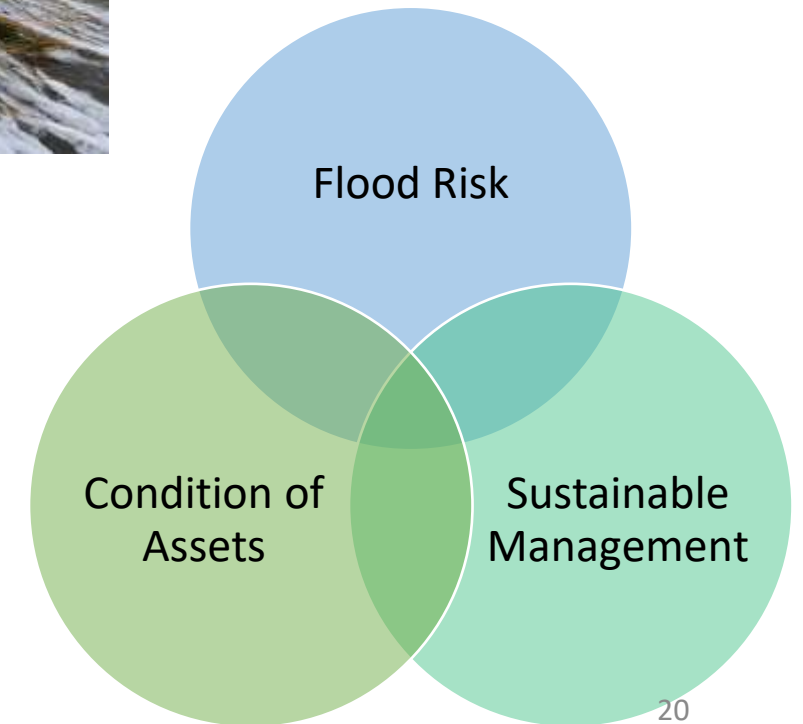 Flood Risk
Condition of
Assets
Sustainable
Management
20